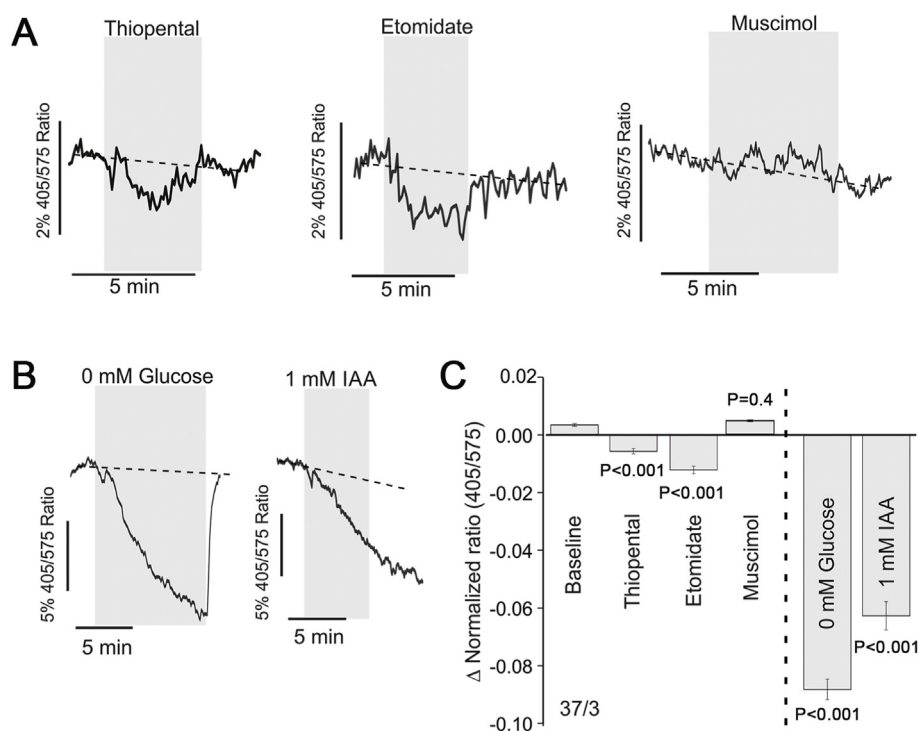 A
Thiopental
Etomidate
Muscimol
2% 405/575 Ratio
2% 405/575 Ratio
2% 405/575 Ratio
5 min
5 min
5 min
B
0 mM Glucose
1 mM IAA
5% 405/575 Ratio
5% 405/575 Ratio
5 min
5 min
C
Δ Normalized ratio (405/575)
0.02
0.00
-0.02
-0.04
-0.06
-0.08
-0.10
P=0.4
P<0.001
P<0.001
Baseline
Thiopental
Etomidate
Muscimol
0 mM Glucose
1 mM IAA
P<0.001
P<0.001
37/3